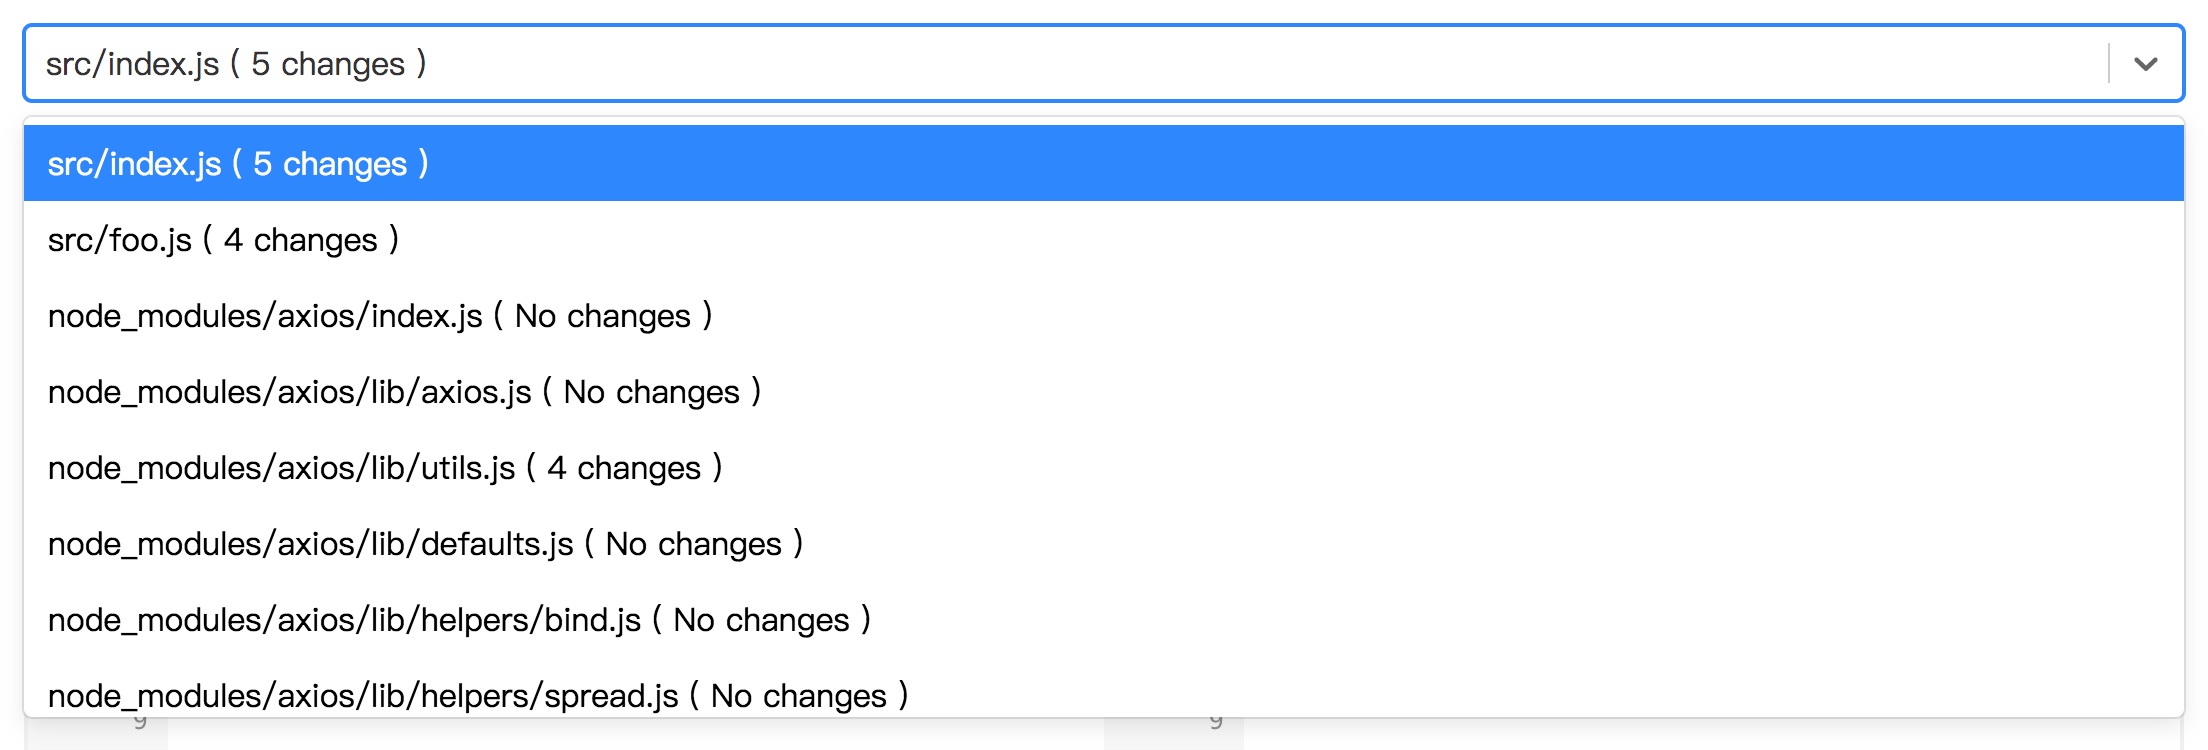 src/index.js ( 5 changes )
src/index.js ( 5 changes )
src/foo.js ( 4 changes )
node_modules/axios/index.js ( No changes )
node_modules/axios/lib/axios.js ( No changes )
node_modules/axios/lib/utils.js ( 4 changes )
node_modules/axios/lib/defaults.js ( No changes )
node_modules/axios/lib/helpers/bind.js ( No changes )
node_modules/axios/lib/helpers/spread.js ( No changes )